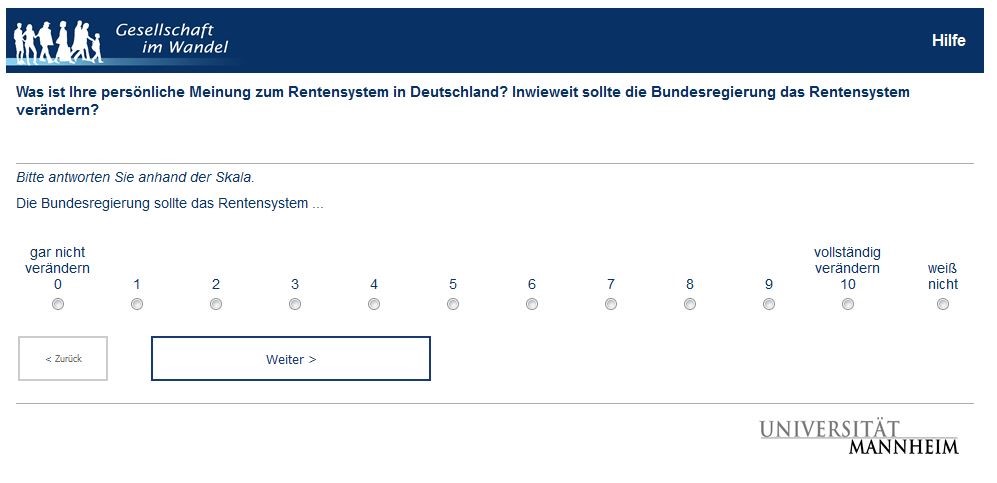 Gesellschaft
im Wandel
Hilfe
Was ist Ihre persönliche Meinung zum Rentensystem in Deutschland? Inwieweit sollte die Bundesregierung das Rentensystem
verändern?
Bitte antworten Sie anhand der Skala.
Die Bundesregierung sollte das Rentensystem ...
gar nicht
verändern
vollständig
verändern
weiß
nicht
0 1 2 3 4 5 6 7 8 9 10
< Zurück
Weiter >
UNIVERSITÄT
MANNHEIM